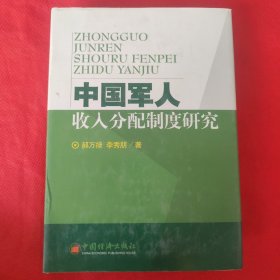 ZHONGGUO
JUNREN
SHOURU FENPEI
ZHIDU YANJIU
中国军人
收入分配制度研究
郝万禄 李秀朋 著
中国经济出版社